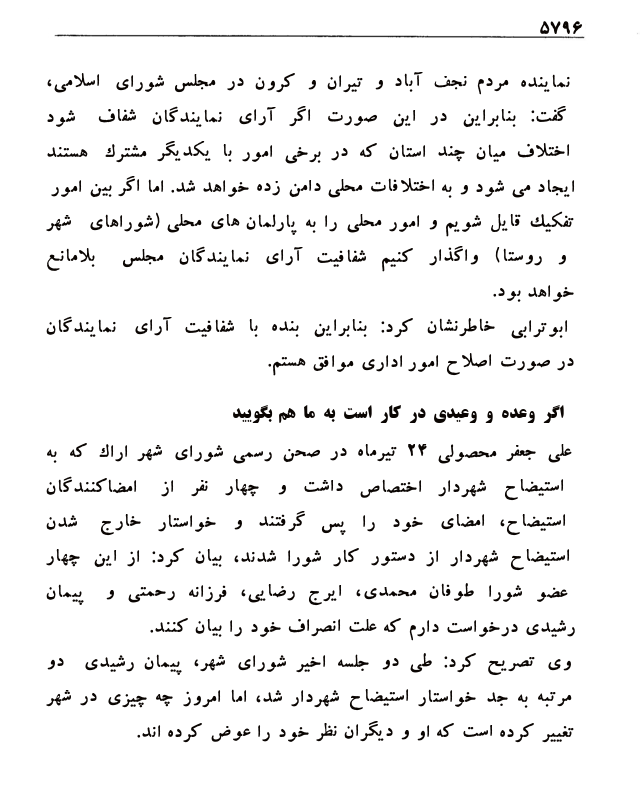 ۵۷۹۶
نماینده مردم نجف آباد و تیران و کرون در مجلس شورای اسلامی،
گفت: بنابراین در این صورت اگر آرای نمایندگان شفاف شود
اختلاف میان چند استان که در برخی امور با یکدیگر مشترك هستند
ایجاد می شود و به اختلافات محلی دامن زده خواهد شد. اما اگر بین امور
تفکیك قایل شویم و امور محلی را به پارلمان های محلی (شوراهای شهر
و روستا) واگذار کنیم شفافیت آرای نمایندگان مجلس بلامانع
خواهد بود.
ابوترابی خاطرنشان کرد: بنابراین بنده با شفافیت آرای نمایندگان
در صورت اصلاح امور اداری موافق هستم.
اگر وعده و وعیدی در کار است به ما هم بگویید
علی جعفر محصولی ۲۴ تیرماه در صحن رسمی شورای شهر اراك که به
استیضاح شهردار اختصاص داشت و چهار نفر از امضاکنندگان
استیضاح، امضای خود را پس گرفتند و خواستار خارج شدن
استیضاح شهردار از دستور کار شورا شدند، بیان کرد: از این چهار
عضو شورا طوفان محمدی، ایرج رضایی، فرزانه رحمتی و پیمان
رشیدی درخواست دارم که علت انصراف خود را بیان کنند.
وی تصریح کرد: طی دو جلسه اخیر شورای شهر، پیمان رشیدی دو
مرتبه به جد خواستار استیضاح شهردار شد، اما امروز چه چیزی در شهر
تغییر کرده است که او و دیگران نظر خود را عوض کرده اند.